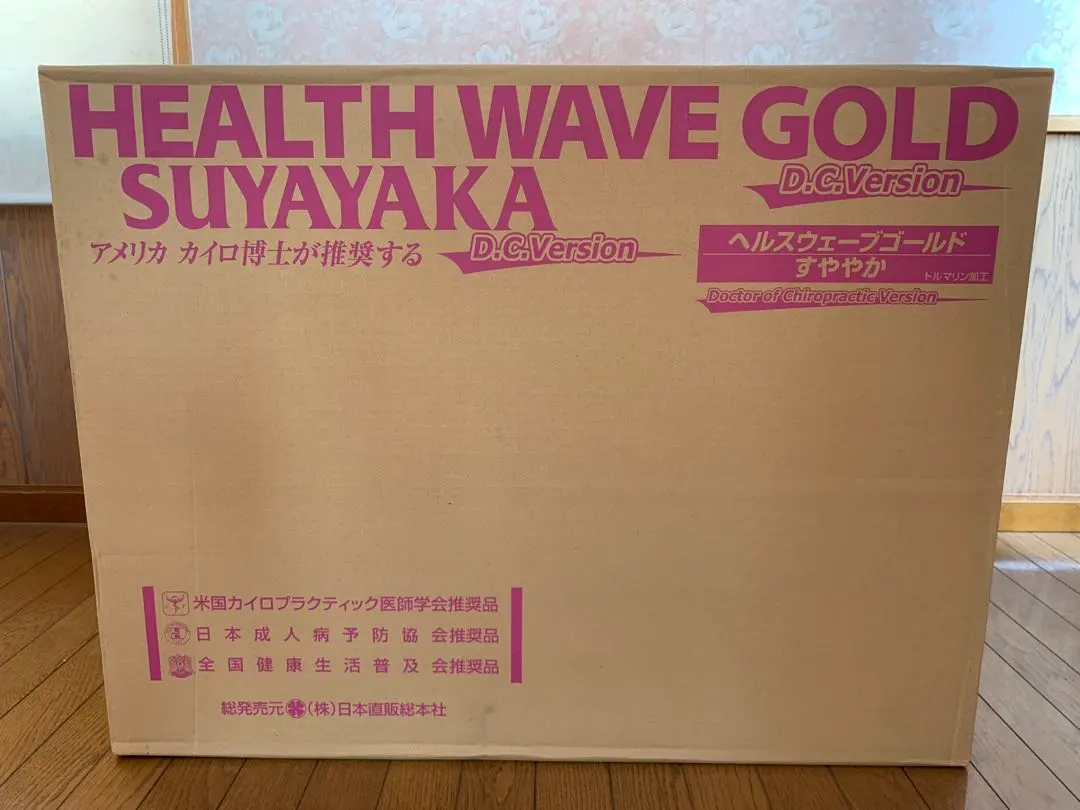 HEALTH WAVE GOLD
D.C.Version
SUYAYAKA
アメリカ カイロ博士が推奨する
D.C.Version
ヘルスウェーブゴールド
すややか
トルマリン加工
Doctor of Chiropractic Version
米国カイロプラクティック医師学会推奨品
日本成人病予防協会推奨品
全国健康生活普及会推奨品
総発売元 (株)日本直販総本社